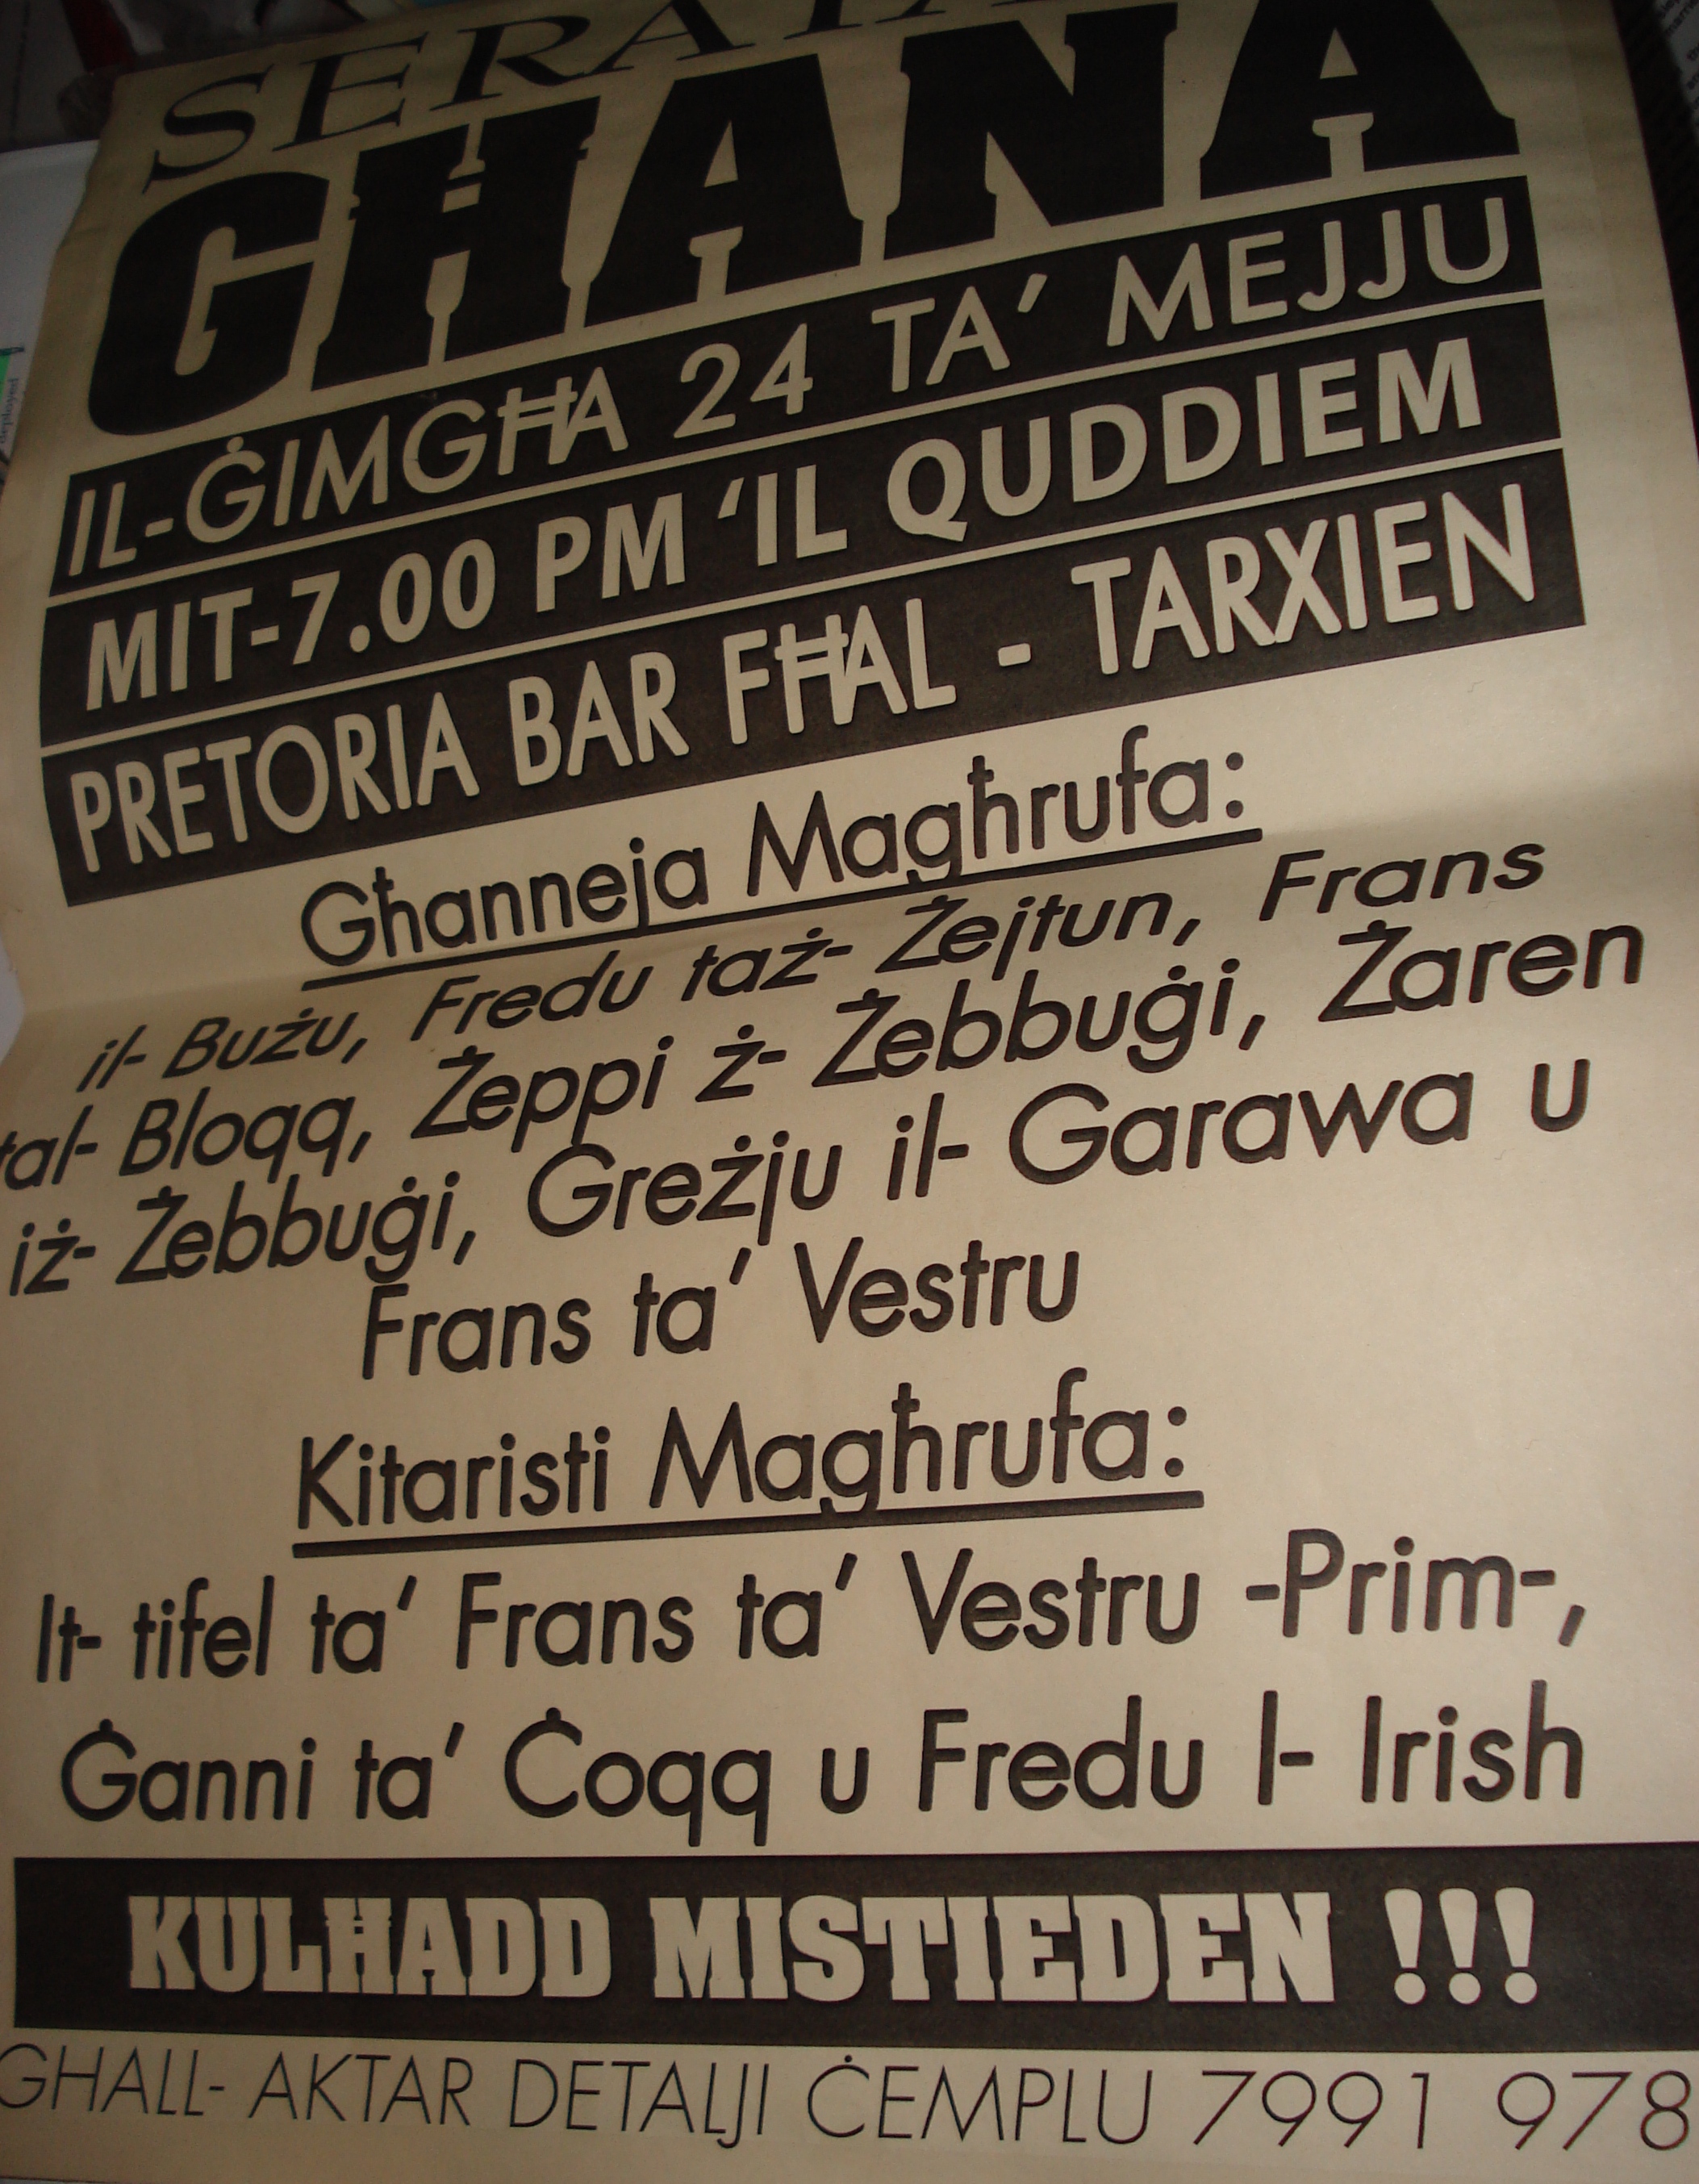 SERATA
GĦANA
IL-ĠIMGĦA 24 TA' MEJJU
MIT-7.00 PM 'IL QUDDIEM
PRETORIA BAR FĦAL - TARXIEN
Għanneja Magħrufa:
il- Bużu, Fredu taż- Żejtun, Frans
tal- Bloqq, Żeppi ż- Żebbuġi, Żaren
iż- Żebbuġi, Greżju il- Garawa u
Frans ta' Vestru
Kitaristi Magħrufa:
It- tifel ta' Frans ta' Vestru -Prim-,
Ġanni ta' Ċoqq u Fredu l- Irish
KULĦADD MISTIEDEN !!!
GHALL- AKTAR DETALJI ĊEMPLU 7991 978